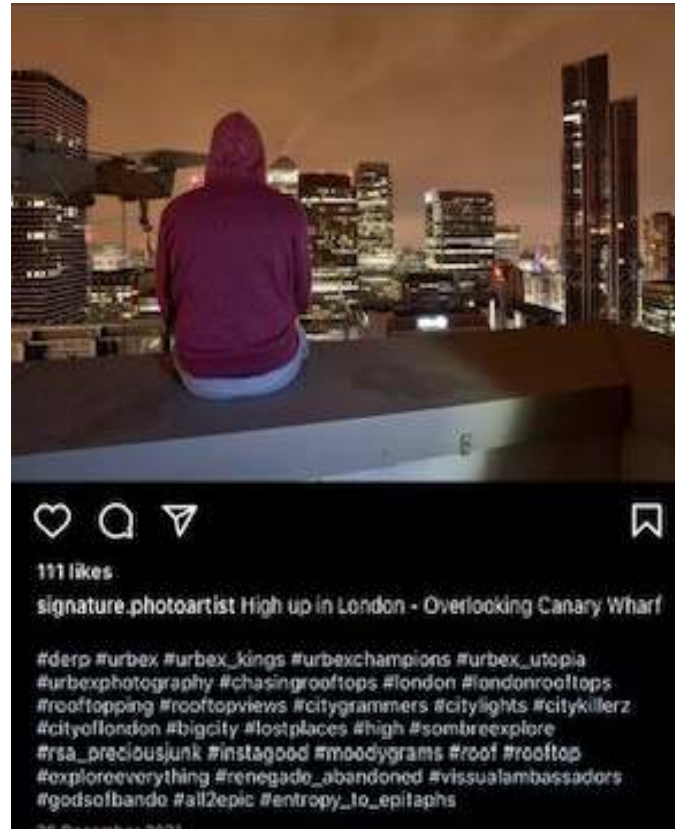 111 likes
signature.photoartist High up in London - Overlooking Canary Wharf
#derp #urbex #urbex_kings #urbexchampions #urbex_utopia
#urbexphotography #chasingrooftops #london #londonrooftops
#rooftopping #rooftopviews #citygrammers #citylights #citykillerz
#cityoflondon #bigcity #lostplaces #high #sombreexplore
#rsa_preciousjunk #instagood #moodygrams #roof #rooftop
#exploreeverything #renegade_abandoned #vissualambassadors
#godsofbando #all2epic #entropy_to_epitaphs